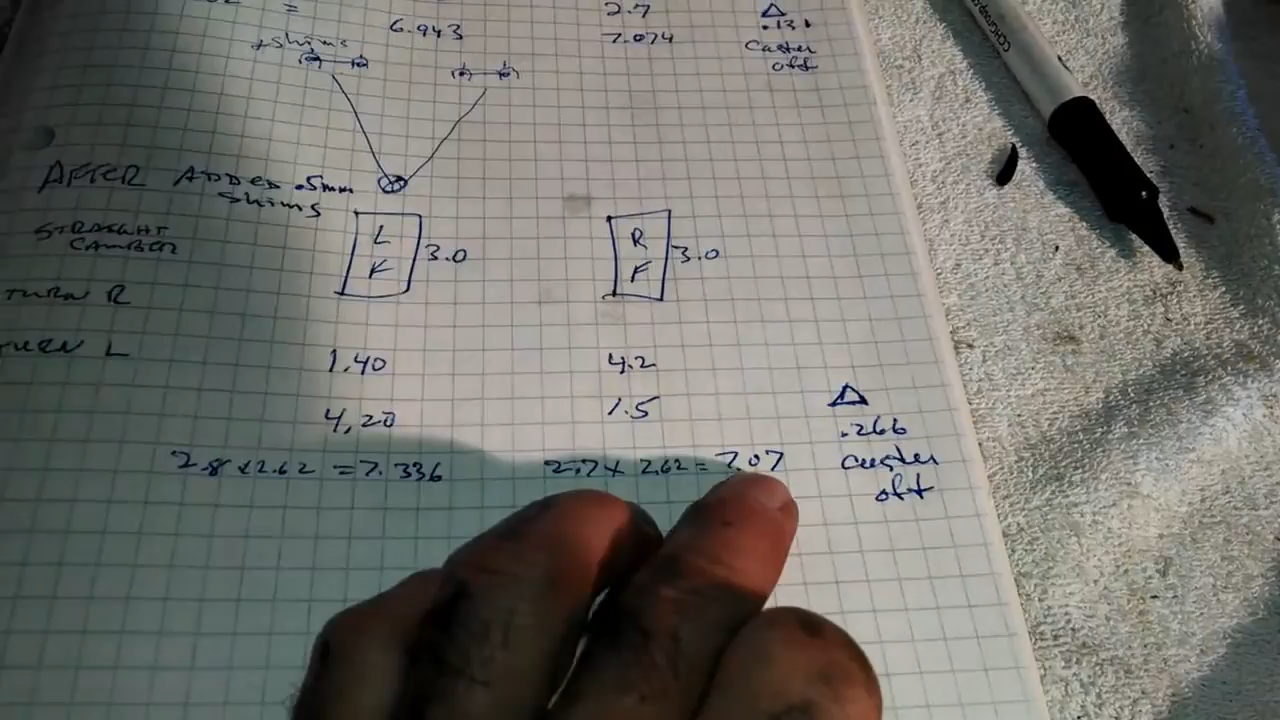 =
2.7
Δ
6.943
7.074
.131
+shims
caster
off
AFTER ADDED .5mm
shims
STRAIGHT
CAMBER
L
F
3.0
R
F
3.0
TURN R
TURN L
1.40
4.2
4,20
1.5
Δ
.266
caster
off
2.8 x 2.62 = 7.336
2.7 x 2.62 = 7.07